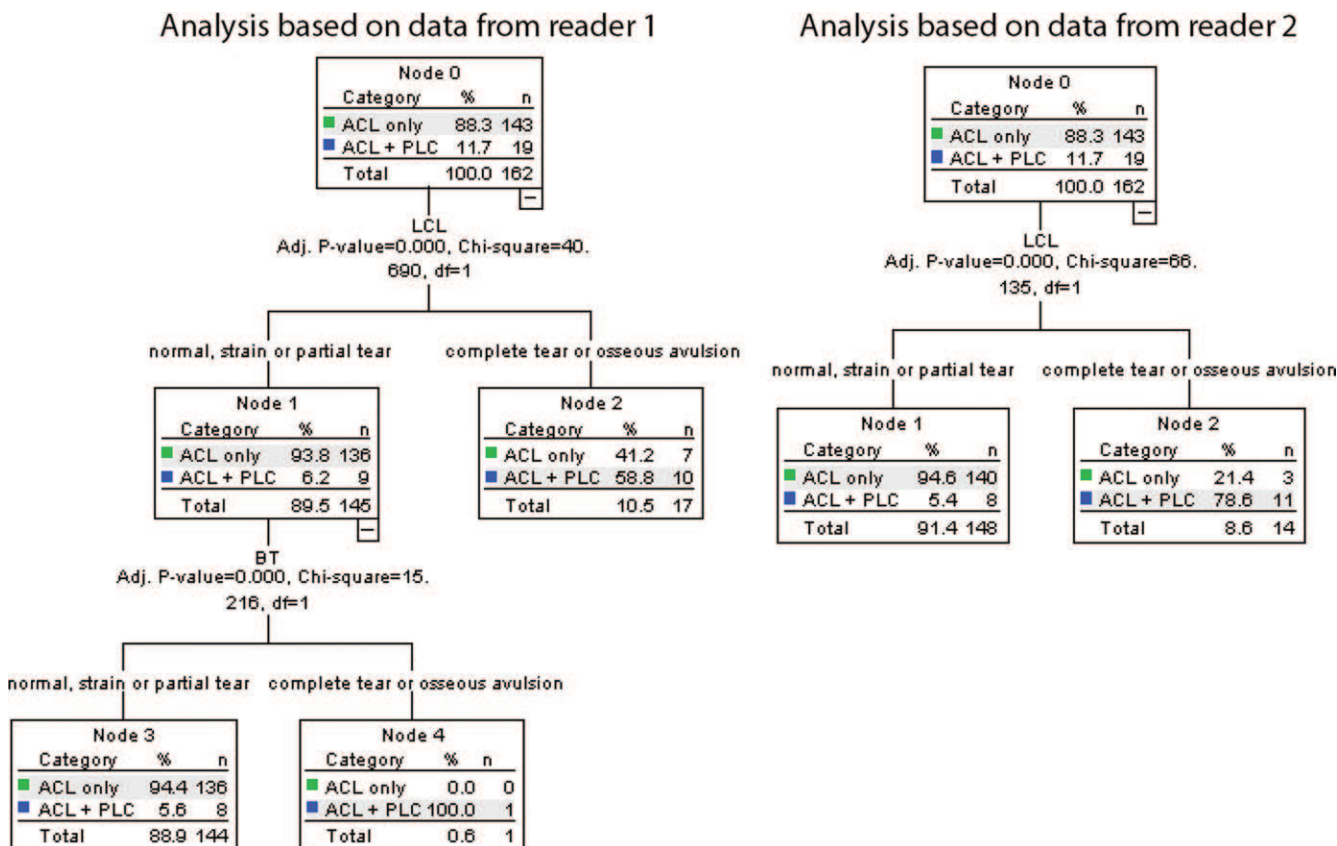 Analysis based on data from reader 1
Node 0
Category % n
ACL only 88.3 143
ACL + PLC 11.7 19
Total 100.0 162
LCL
Adj. P-value=0.000, Chi-square=40.
690, df=1
normal, strain or partial tear
complete tear or osseous avulsion
Node 1
Category % n
ACL only 93.8 136
ACL + PLC 6.2 9
Total 89.5 145
Node 2
Category % n
ACL only 41.2 7
ACL + PLC 58.8 10
Total 10.5 17
BT
Adj. P-value=0.000, Chi-square=15.
216, df=1
normal, strain or partial tear
complete tear or osseous avulsion
Node 3
Category % n
ACL only 94.4 136
ACL + PLC 5.6 8
Total 88.9 144
Node 4
Category % n
ACL only 0.0 0
ACL + PLC 100.0 1
Total 0.6 1
Analysis based on data from reader 2
Node 0
Category % n
ACL only 88.3 143
ACL + PLC 11.7 19
Total 100.0 162
LCL
Adj. P-value=0.000, Chi-square=66.
135, df=1
normal, strain or partial tear
complete tear or osseous avulsion
Node 1
Category % n
ACL only 94.6 140
ACL + PLC 5.4 8
Total 91.4 148
Node 2
Category % n
ACL only 21.4 3
ACL + PLC 78.6 11
Total 8.6 14